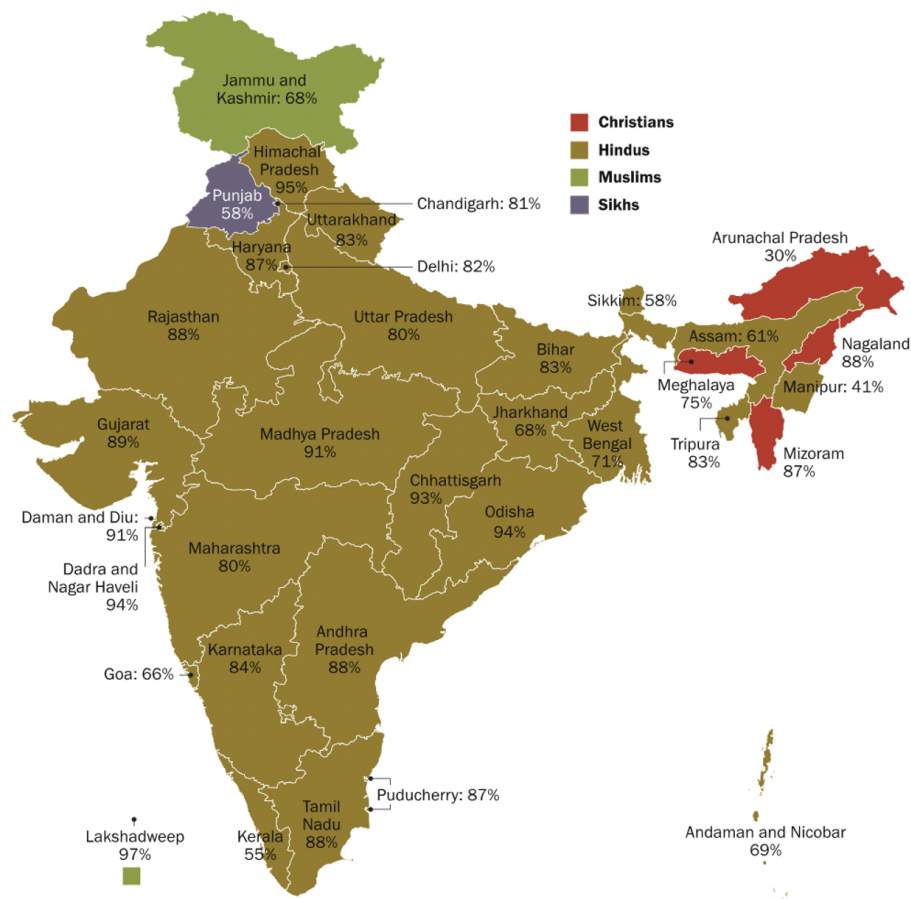 Jammu and
Kashmir: 68%
Christians
Hindus
Muslims
Sikhs
Himachal
Pradesh
95%
Punjab
58%
Chandigarh: 81%
Uttarakhand
83%
Haryana
87%
Delhi: 82%
Arunachal Pradesh
30%
Sikkim: 58%
Rajasthan
88%
Uttar Pradesh
80%
Assam: 61%
Nagaland
88%
Bihar
83%
Meghalaya
75%
Manipur: 41%
Gujarat
89%
Madhya Pradesh
91%
Jharkhand
68%
West
Bengal
71%
Tripura
83%
Mizoram
87%
Chhattisgarh
93%
Odisha
94%
Daman and Diu:
91%
Dadra and
Nagar Haveli
94%
Maharashtra
80%
Karnataka
84%
Andhra
Pradesh
88%
Goa: 66%
Puducherry: 87%
Tamil
Nadu
88%
Kerala
55%
Lakshadweep
97%
Andaman and Nicobar
69%